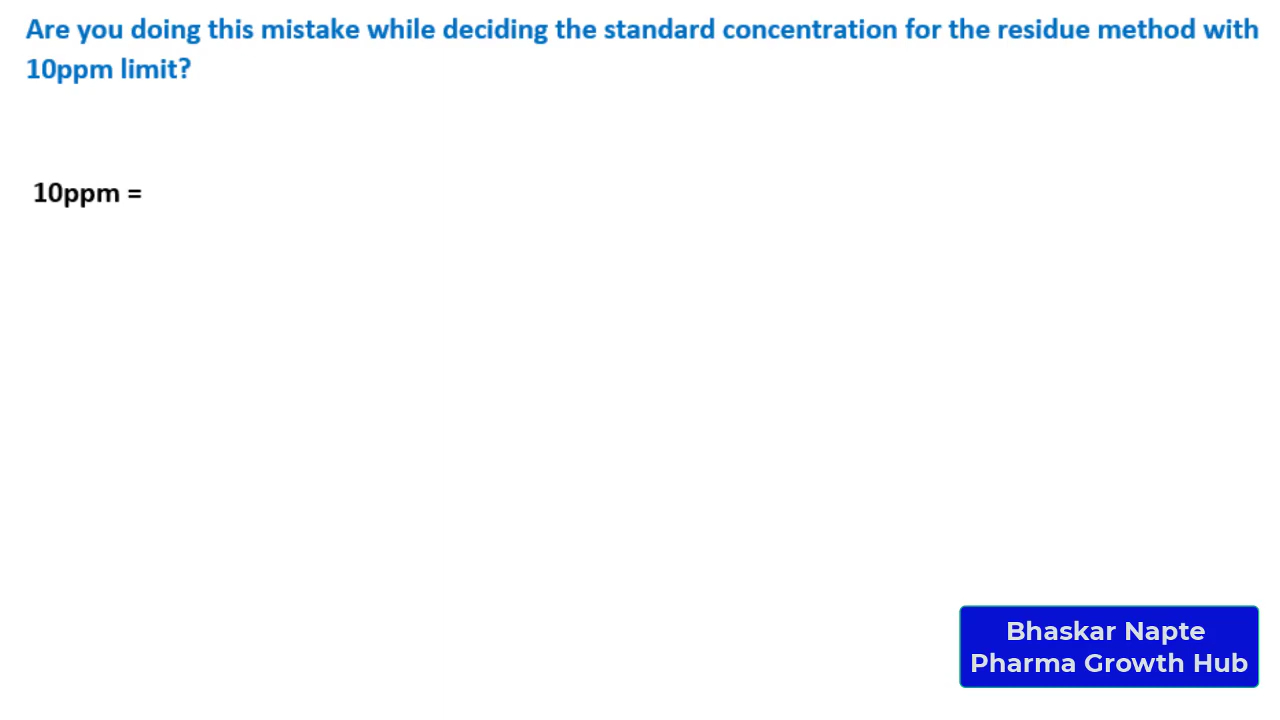 Are you doing this mistake while deciding the standard concentration for the residue method with
10ppm limit?
10ppm =
Bhaskar Napte
Pharma Growth Hub